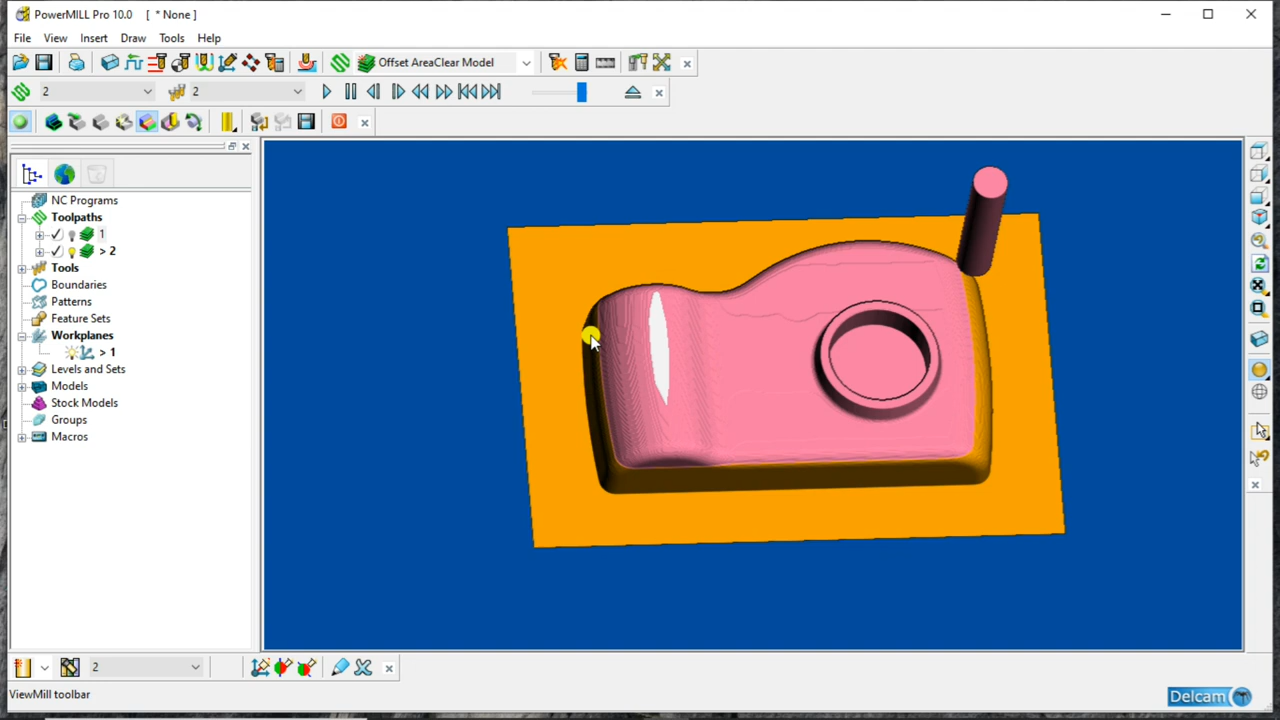 PowerMILL Pro 10.0    [ * None ]
File View Insert Draw Tools Help
Offset AreaClear Model
2 2
NC Programs
Toolpaths
1
> 2
Tools
Boundaries
Patterns
Feature Sets
Workplanes
> 1
Levels and Sets
Models
Stock Models
Groups
Macros
2
ViewMill toolbar
Delcam